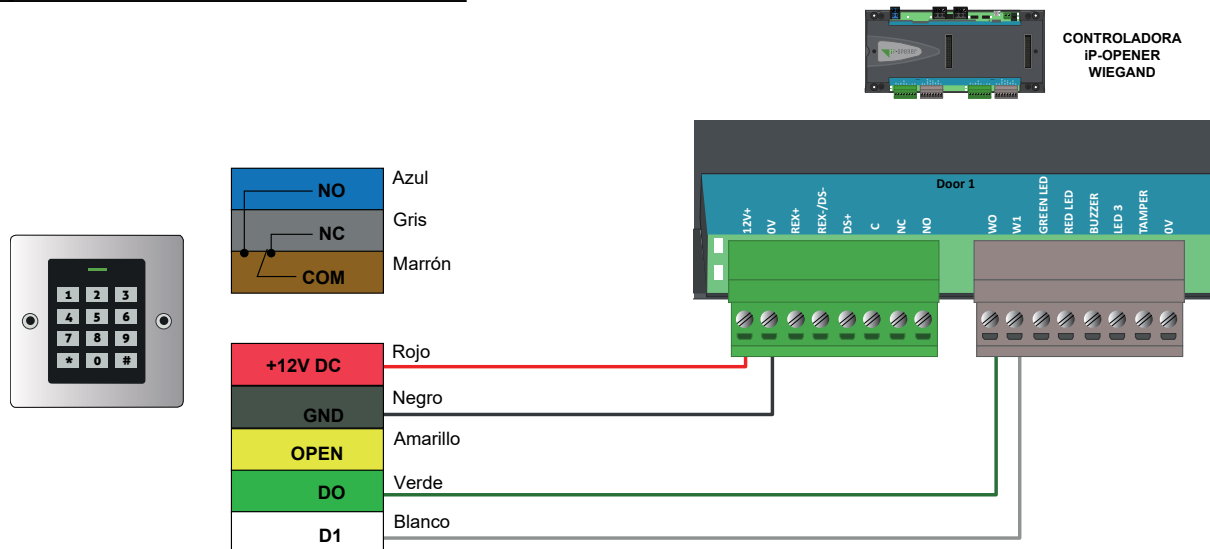 CONTROLADORA
iP-OPENER
WIEGAND
iP-OPENER
NO
Azul
NC
Gris
COM
Marrón
Door 1
12V+
0V
REX+
REX-/DS-
DS+
C
NC
NO
WO
W1
GREEN LED
RED LED
BUZZER
LED 3
TAMPER
0V
1 2 3
4 5 6
7 8 9
* 0 #
+12V DC
Rojo
GND
Negro
OPEN
Amarillo
DO
Verde
D1
Blanco